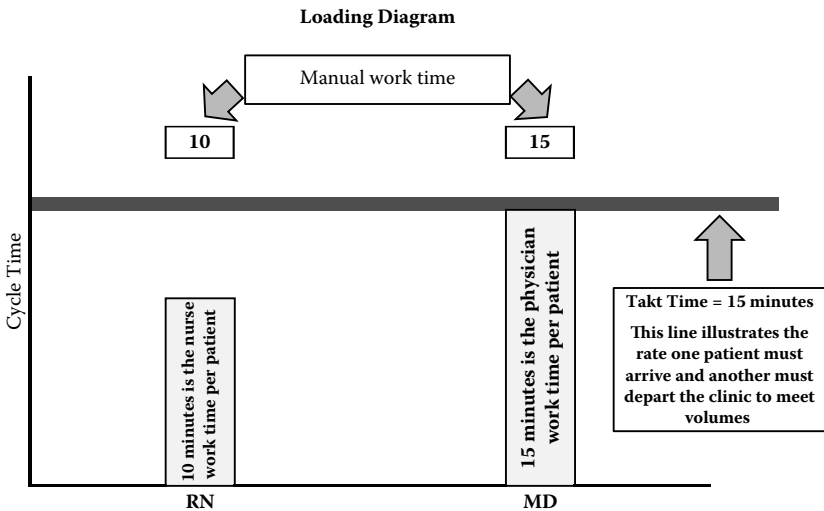 Loading Diagram
Manual work time
10
15
Cycle Time
10 minutes is the nurse
work time per patient
15 minutes is the physician
work time per patient
Takt Time = 15 minutes
This line illustrates the
rate one patient must
arrive and another must
depart the clinic to meet
volumes
RN
MD